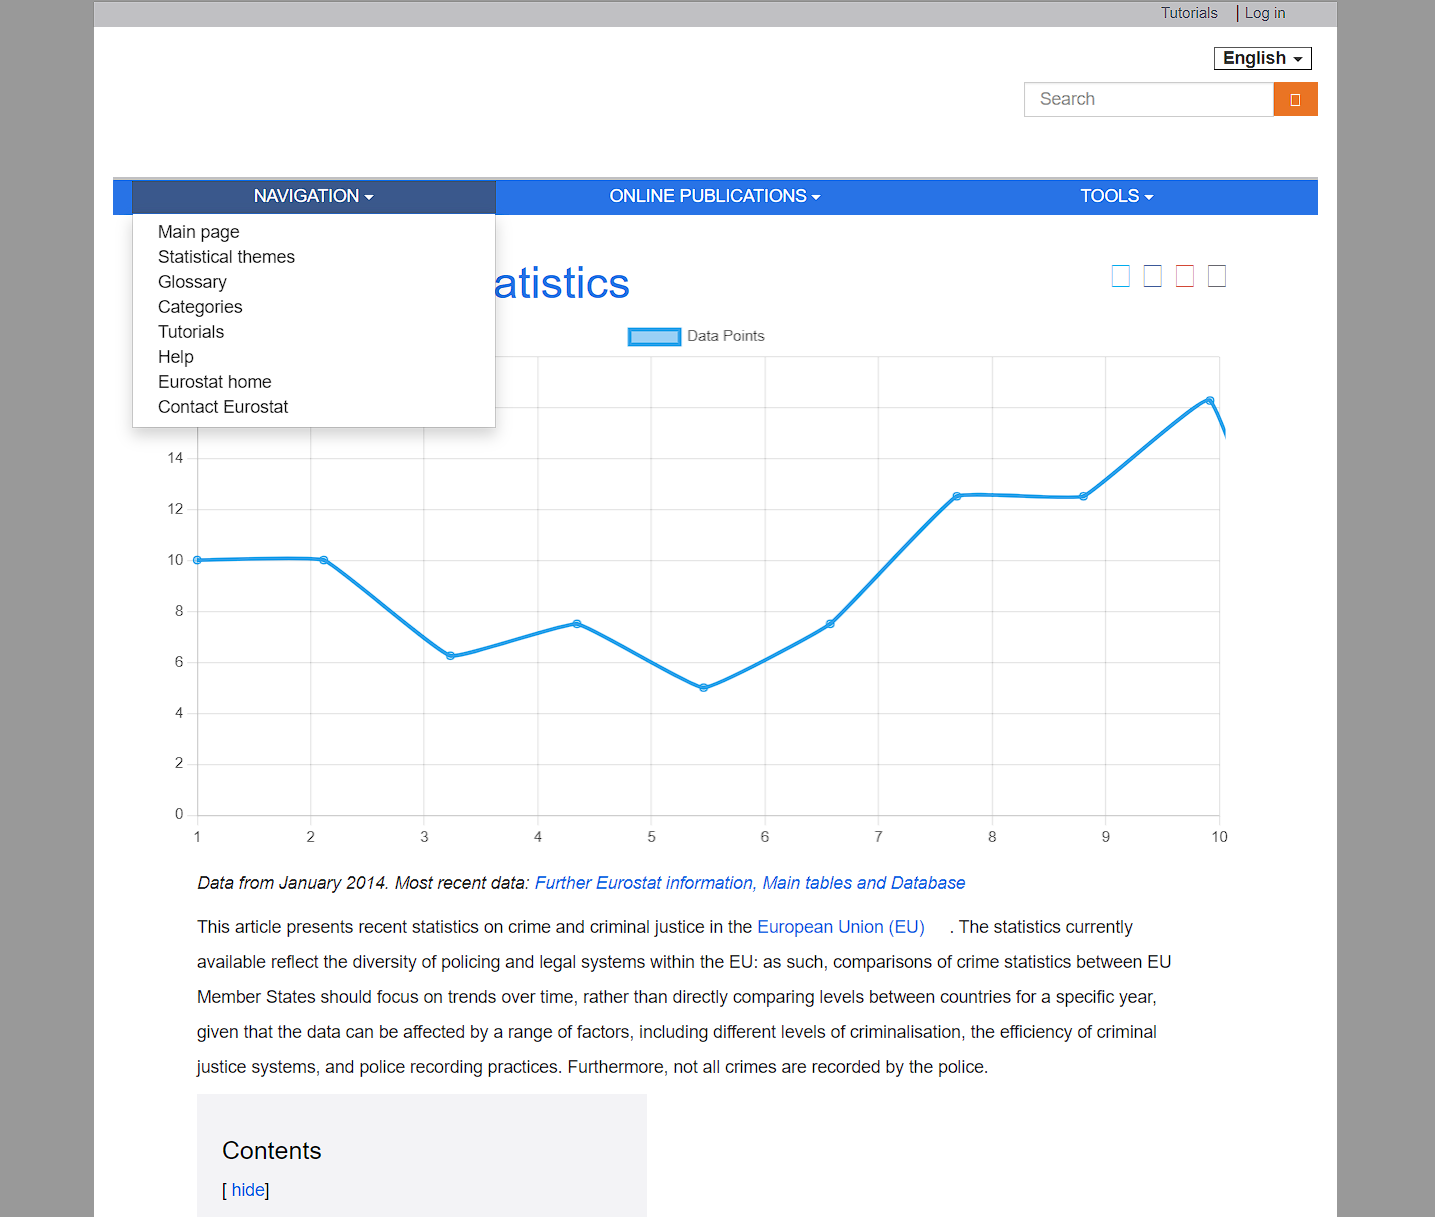 Tutorials | Log in
English
Search
NAVIGATION ONLINE PUBLICATIONS TOOLS
Main page
Statistical themes
Glossary
Categories
Tutorials
Help
Eurostat home
Contact Eurostat
atistics
Data Points
14
12
10
8
6
4
2
0
1 2 3 4 5 6 7 8 9 10
Data from January 2014. Most recent data: Further Eurostat information, Main tables and Database
This article presents recent statistics on crime and criminal justice in the European Union (EU) . The statistics currently
available reflect the diversity of policing and legal systems within the EU: as such, comparisons of crime statistics between EU
Member States should focus on trends over time, rather than directly comparing levels between countries for a specific year,
given that the data can be affected by a range of factors, including different levels of criminalisation, the efficiency of criminal
justice systems, and police recording practices. Furthermore, not all crimes are recorded by the police.
Contents
[ hide]